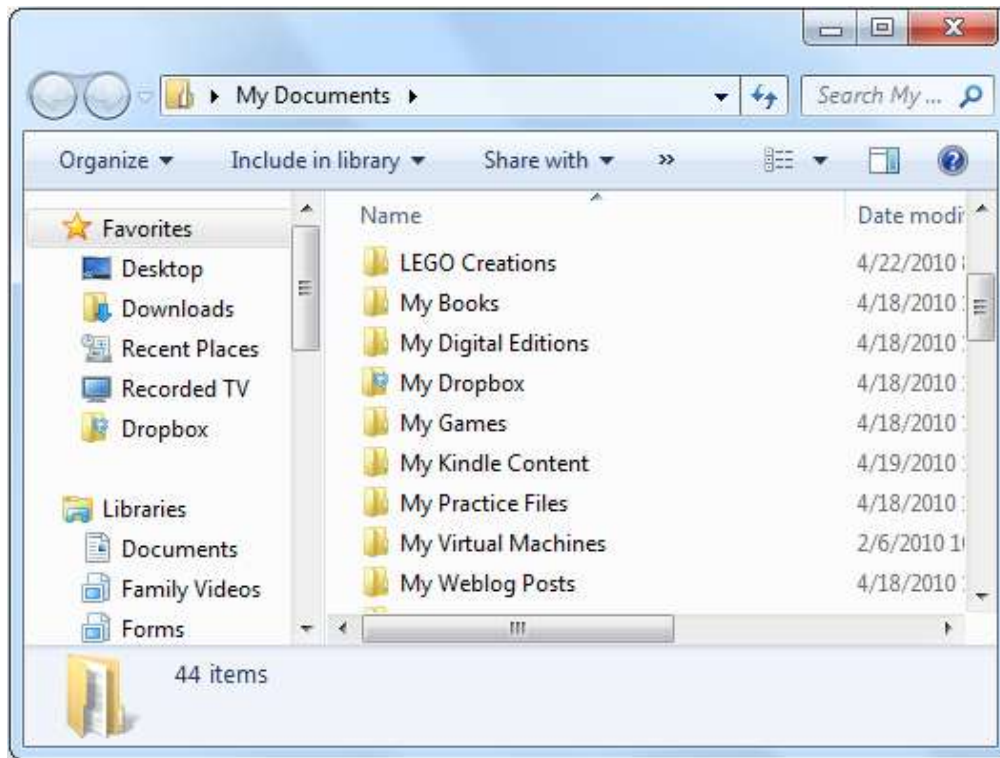 My Documents
Search My ...
Organize Include in library Share with »
Name Date modi
Favorites
Desktop
Downloads
Recent Places
Recorded TV
Dropbox
Libraries
Documents
Family Videos
Forms
LEGO Creations 4/22/2010
My Books 4/18/2010
My Digital Editions 4/18/2010
My Dropbox 4/18/2010
My Games 4/18/2010
My Kindle Content 4/19/2010
My Practice Files 4/18/2010
My Virtual Machines 2/6/2010
My Weblog Posts 4/18/2010
44 items